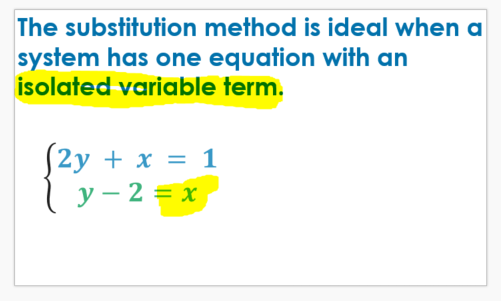 The substitution method is ideal when a
system has one equation with an
isolated variable term.
2y + x = 1
y – 2 = x